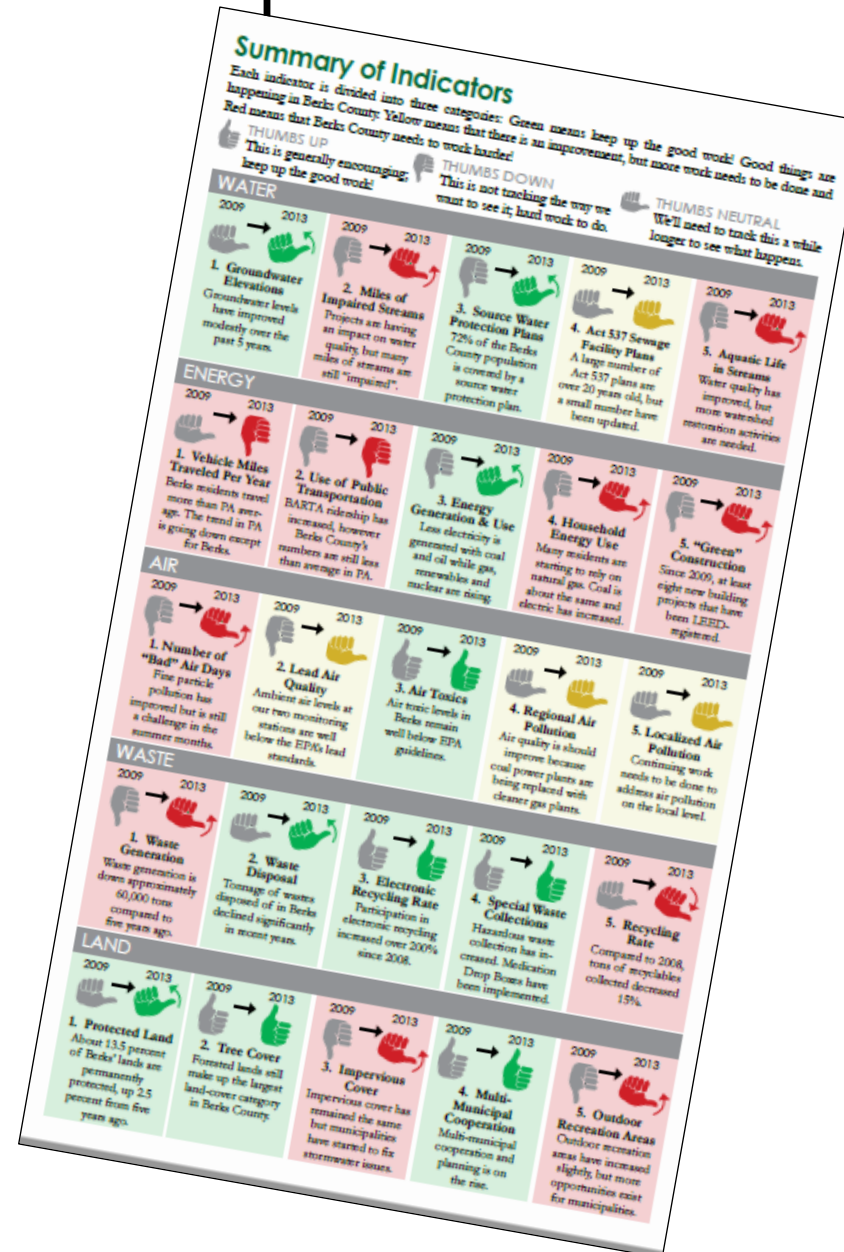 Summary of Indicators
Each indicator is divided into three categories: Green means keep up the good work! Good things are
happening in Berks County. Yellow means that there is an improvement, but more work needs to be done and
Red means that Berks County needs to work harder!
THUMBS UP
This is generally encouraging;
keep up the good work!
THUMBS DOWN
This is not tracking the way we
want to see it; hard work to do.
THUMBS NEUTRAL
We'll need to track this a while
longer to see what happens.
WATER
2009 2013
1. Groundwater
Elevations
Groundwater levels
have improved
modestly over the
past 5 years.
2009 2013
2. Miles of
Impaired Streams
Projects are having
an impact on water
quality, but many
miles of streams are
still "impaired".
2009 2013
3. Source Water
Protection Plans
72% of the Berks
County population
is covered by a
source water
protection plan.
2009 2013
4. Act 537 Sewage
Facility Plans
A large number of
Act 537 plans are
over 20 years old, but
a small number have
been updated.
2009 2013
5. Aquatic Life
in Streams
Water quality has
improved, but
more watershed
restoration activities
are needed.
ENERGY
2009 2013
1. Vehicle Miles
Traveled Per Year
Berks residents travel
more than PA aver-
age. The trend in PA
is going down except
for Berks.
2009 2013
2. Use of Public
Transportation
BARTA ridership has
increased, however
Berks County's
numbers are still less
than average in PA.
2009 2013
3. Energy
Generation & Use
Less electricity is
generated with coal
and oil while gas,
renewables and
nuclear are rising.
2009 2013
4. Household
Energy Use
Many residents are
starting to rely on
natural gas. Coal is
about the same and
electric has increased.
2009 2013
5. "Green"
Construction
Since 2009, at least
eight new building
projects that have
been LEED-
registered.
AIR
2009 2013
1. Number of
"Bad" Air Days
Fine particle
pollution has
improved but is still
a challenge in the
summer months.
2009 2013
2. Lead Air
Quality
Ambient air levels at
our two monitoring
stations are well
below the EPA's lead
standards.
2009 2013
3. Air Toxics
Air toxic levels in
Berks remain
well below EPA
guidelines.
2009 2013
4. Regional Air
Pollution
Air quality is should
improve because
coal power plants are
being replaced with
cleaner gas plants.
2009 2013
5. Localized Air
Pollution
Continuing work
needs to be done to
address air pollution
on the local level.
WASTE
2009 2013
1. Waste
Generation
Waste generation is
down approximately
60,000 tons
compared to
five years ago.
2009 2013
2. Waste
Disposal
Tonnage of wastes
disposed of in Berks
declined significantly
in recent years.
2009 2013
3. Electronic
Recycling Rate
Participation in
electronic recycling
increased over 200%
since 2008.
2009 2013
4. Special Waste
Collections
Hazardous waste
collection has in-
creased. Medication
Drop Boxes have
been implemented.
2009 2013
5. Recycling
Rate
Compared to 2008,
tons of recyclables
collected decreased
15%.
LAND
2009 2013
1. Protected Land
About 13.5 percent
of Berks' lands are
permanently
protected, up 2.5
percent from five
years ago.
2009 2013
2. Tree Cover
Forested lands still
make up the largest
land-cover category
in Berks County.
2009 2013
3. Impervious
Cover
Impervious cover has
remained the same
but municipalities
have started to fix
stormwater issues.
2009 2013
4. Multi-
Municipal
Cooperation
Multi-municipal
cooperation and
planning is on
the rise.
2009 2013
5. Outdoor
Recreation Areas
Outdoor recreation
areas have increased
slightly, but more
opportunities exist
for municipalities.